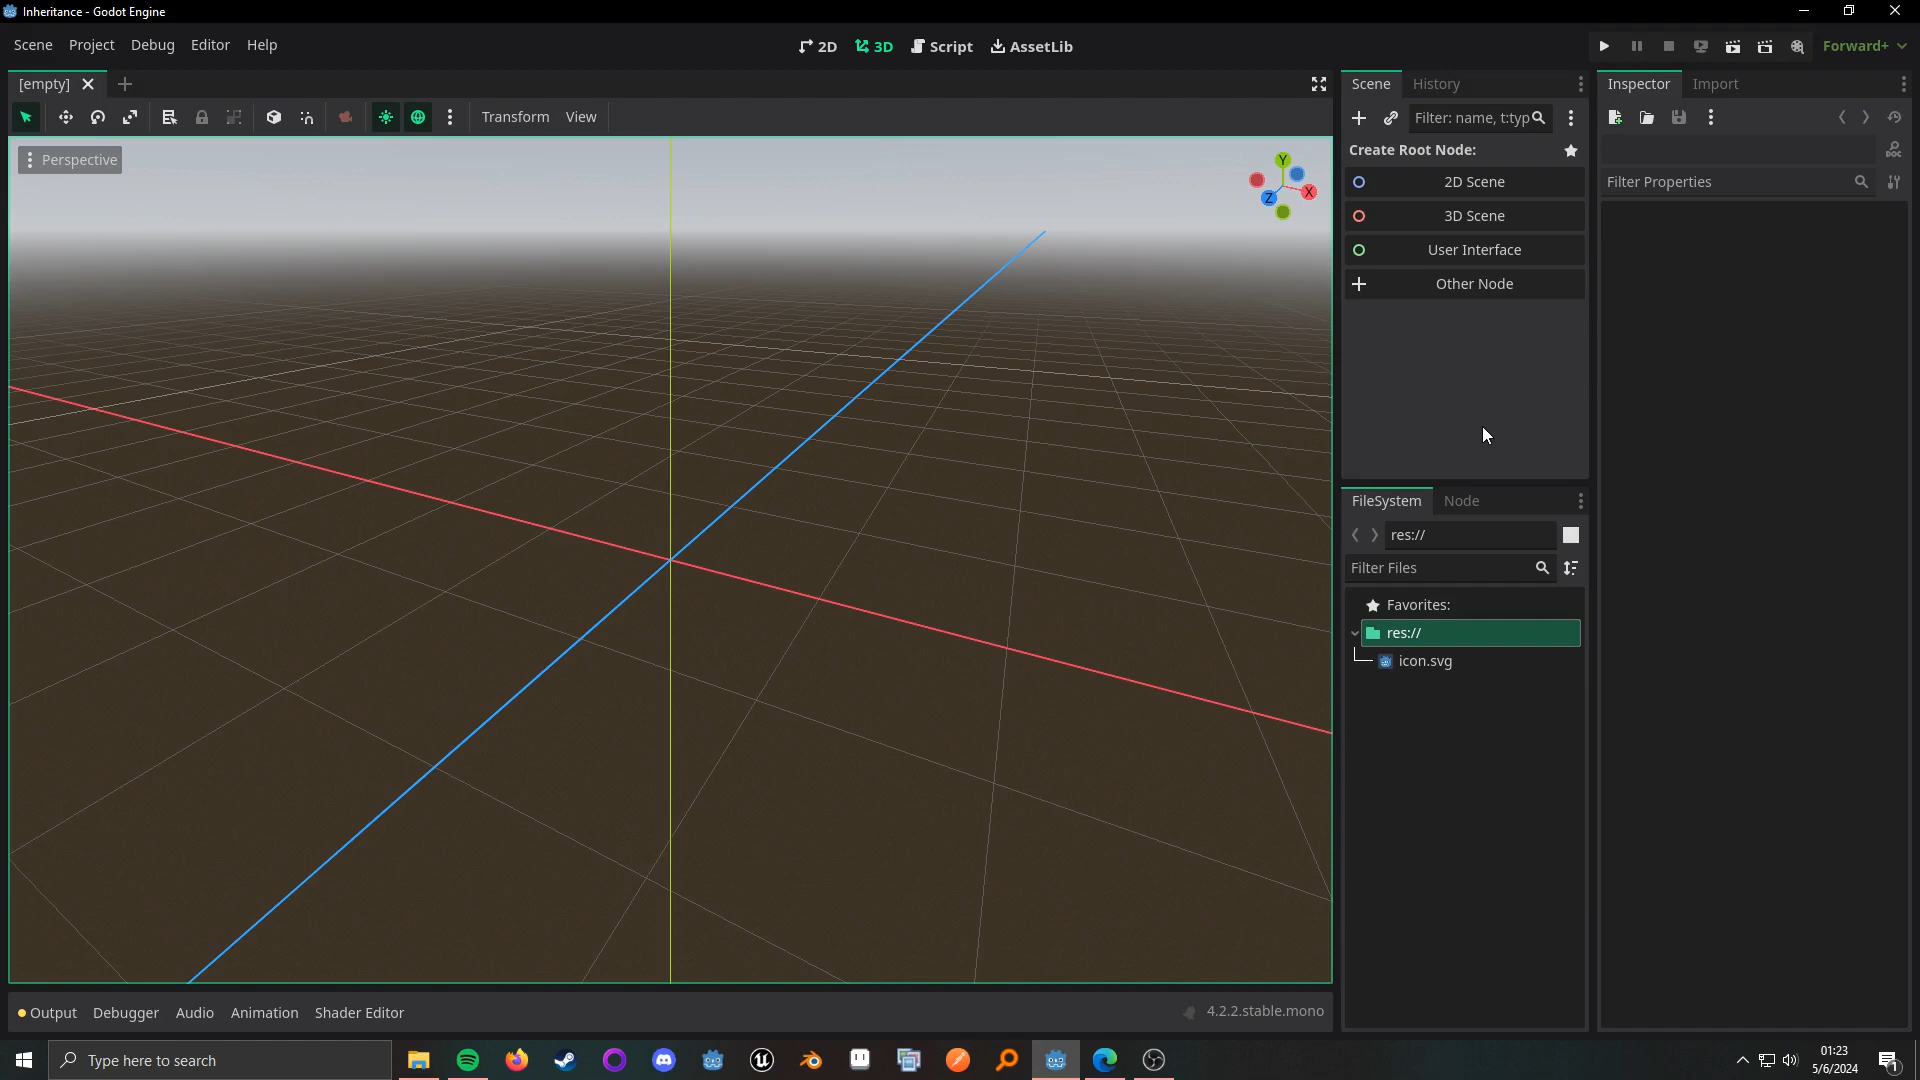 Inheritance - Godot Engine
Scene Project Debug Editor Help
2D 3D Script AssetLib
Forward+
[empty]
Transform View
Perspective
Y
X
Z
Scene History
Filter: name, t:typ
Create Root Node:
2D Scene
3D Scene
User Interface
Other Node
FileSystem Node
res://
Filter Files
Favorites:
res://
icon.svg
Inspector Import
DOC
Filter Properties
Output Debugger Audio Animation Shader Editor
4.2.2.stable.mono
Type here to search
01:23
5/6/2024
1